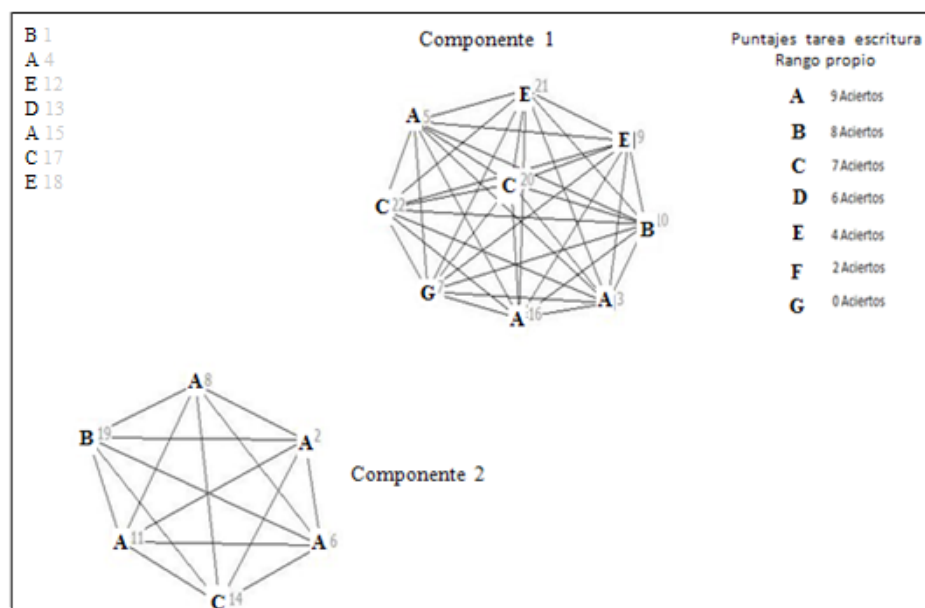 B 1
A 4
E 12
D 13
A 15
C 17
E 18
Componente 1
Puntajes tarea escritura
Rango propio
A 9 Aciertos
B 8 Aciertos
C 7 Aciertos
D 6 Aciertos
E 4 Aciertos
F 2 Aciertos
G 0 Aciertos
E 21
A 5
E 9
C 20
C 22
B 10
G 7
A 3
A 16
A 8
B 19
A 2
Componente 2
A 11
A 6
C 14